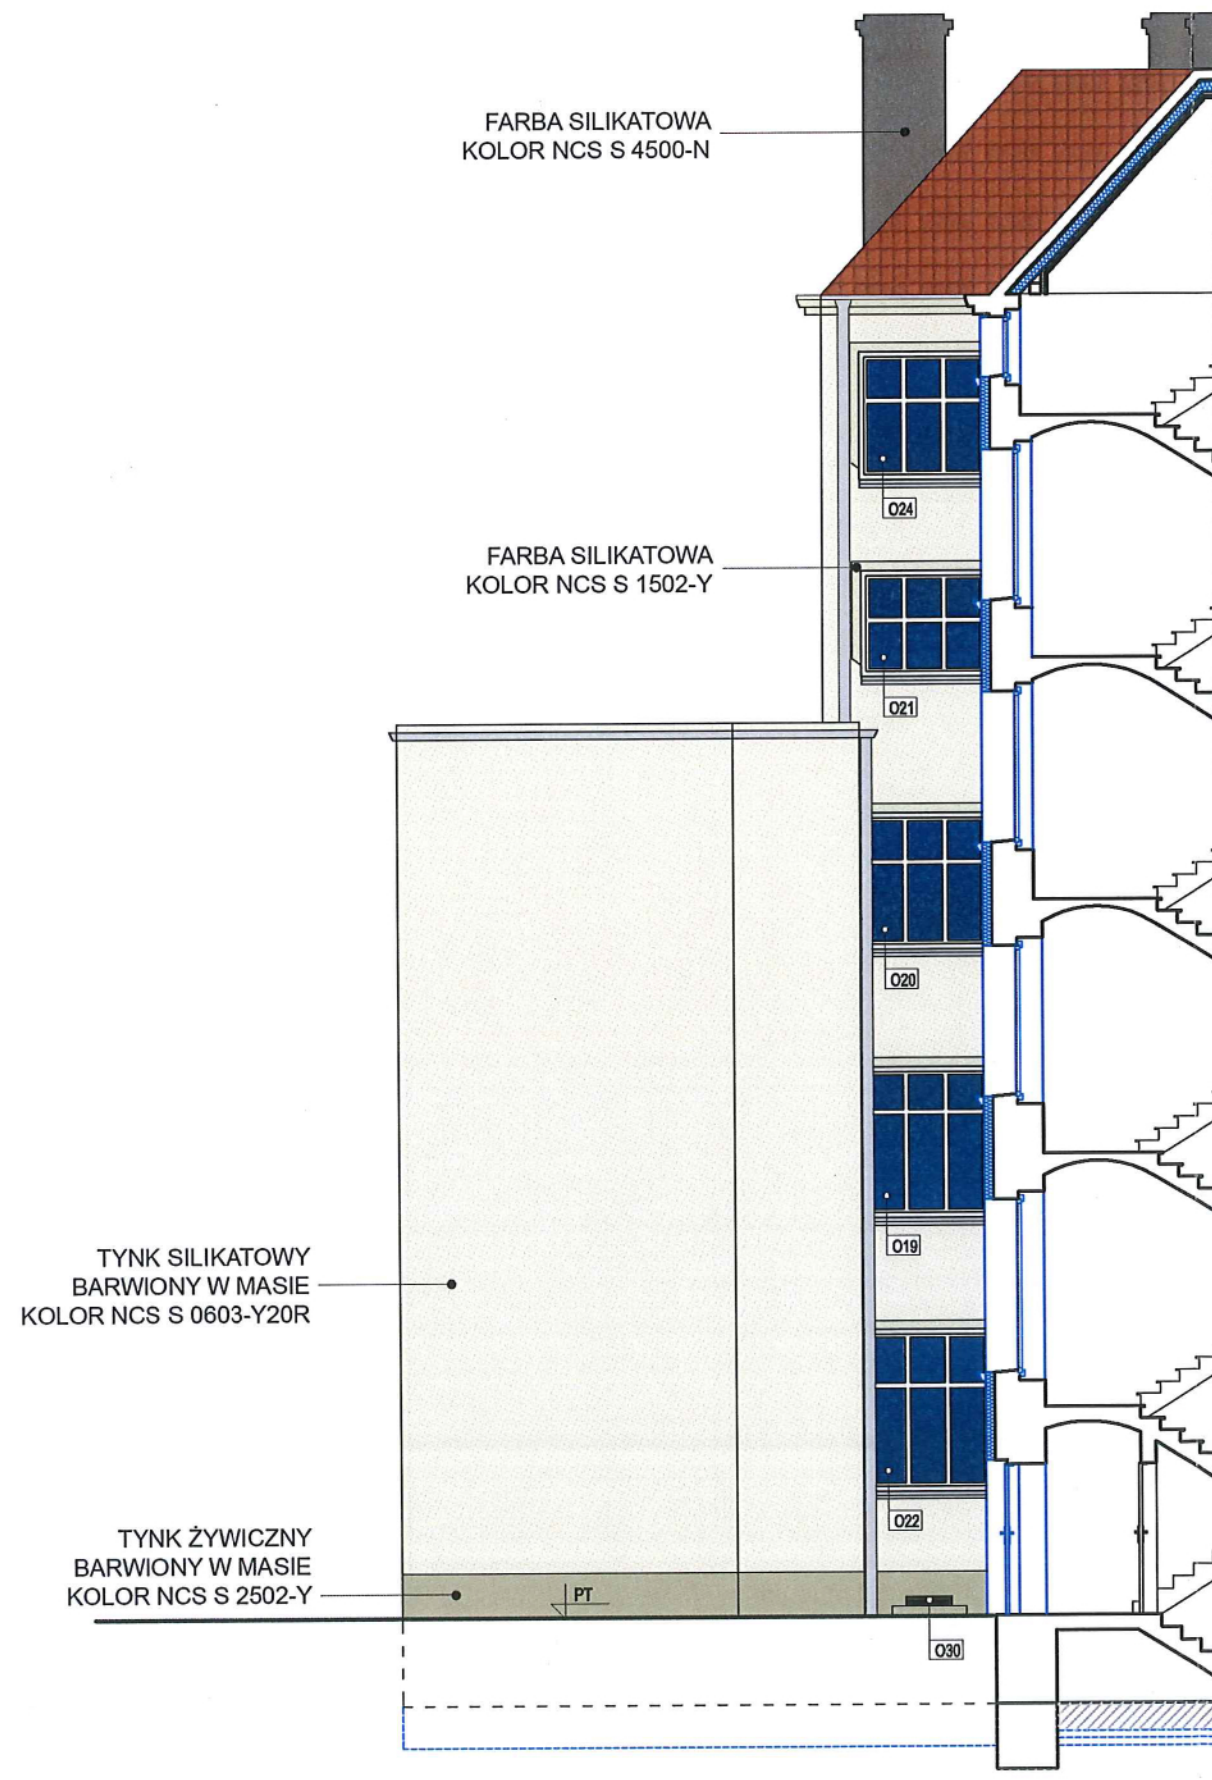 FARBA SILIKATOWA
KOLOR NCS S 4500-N
O24
FARBA SILIKATOWA
KOLOR NCS S 1502-Y
O21
O20
O19
TYNK SILIKATOWY
BARWIONY W MASIE
KOLOR NCS S 0603-Y20R
O22
TYNK ŻYWICZNY
BARWIONY W MASIE
KOLOR NCS S 2502-Y
PT
O30